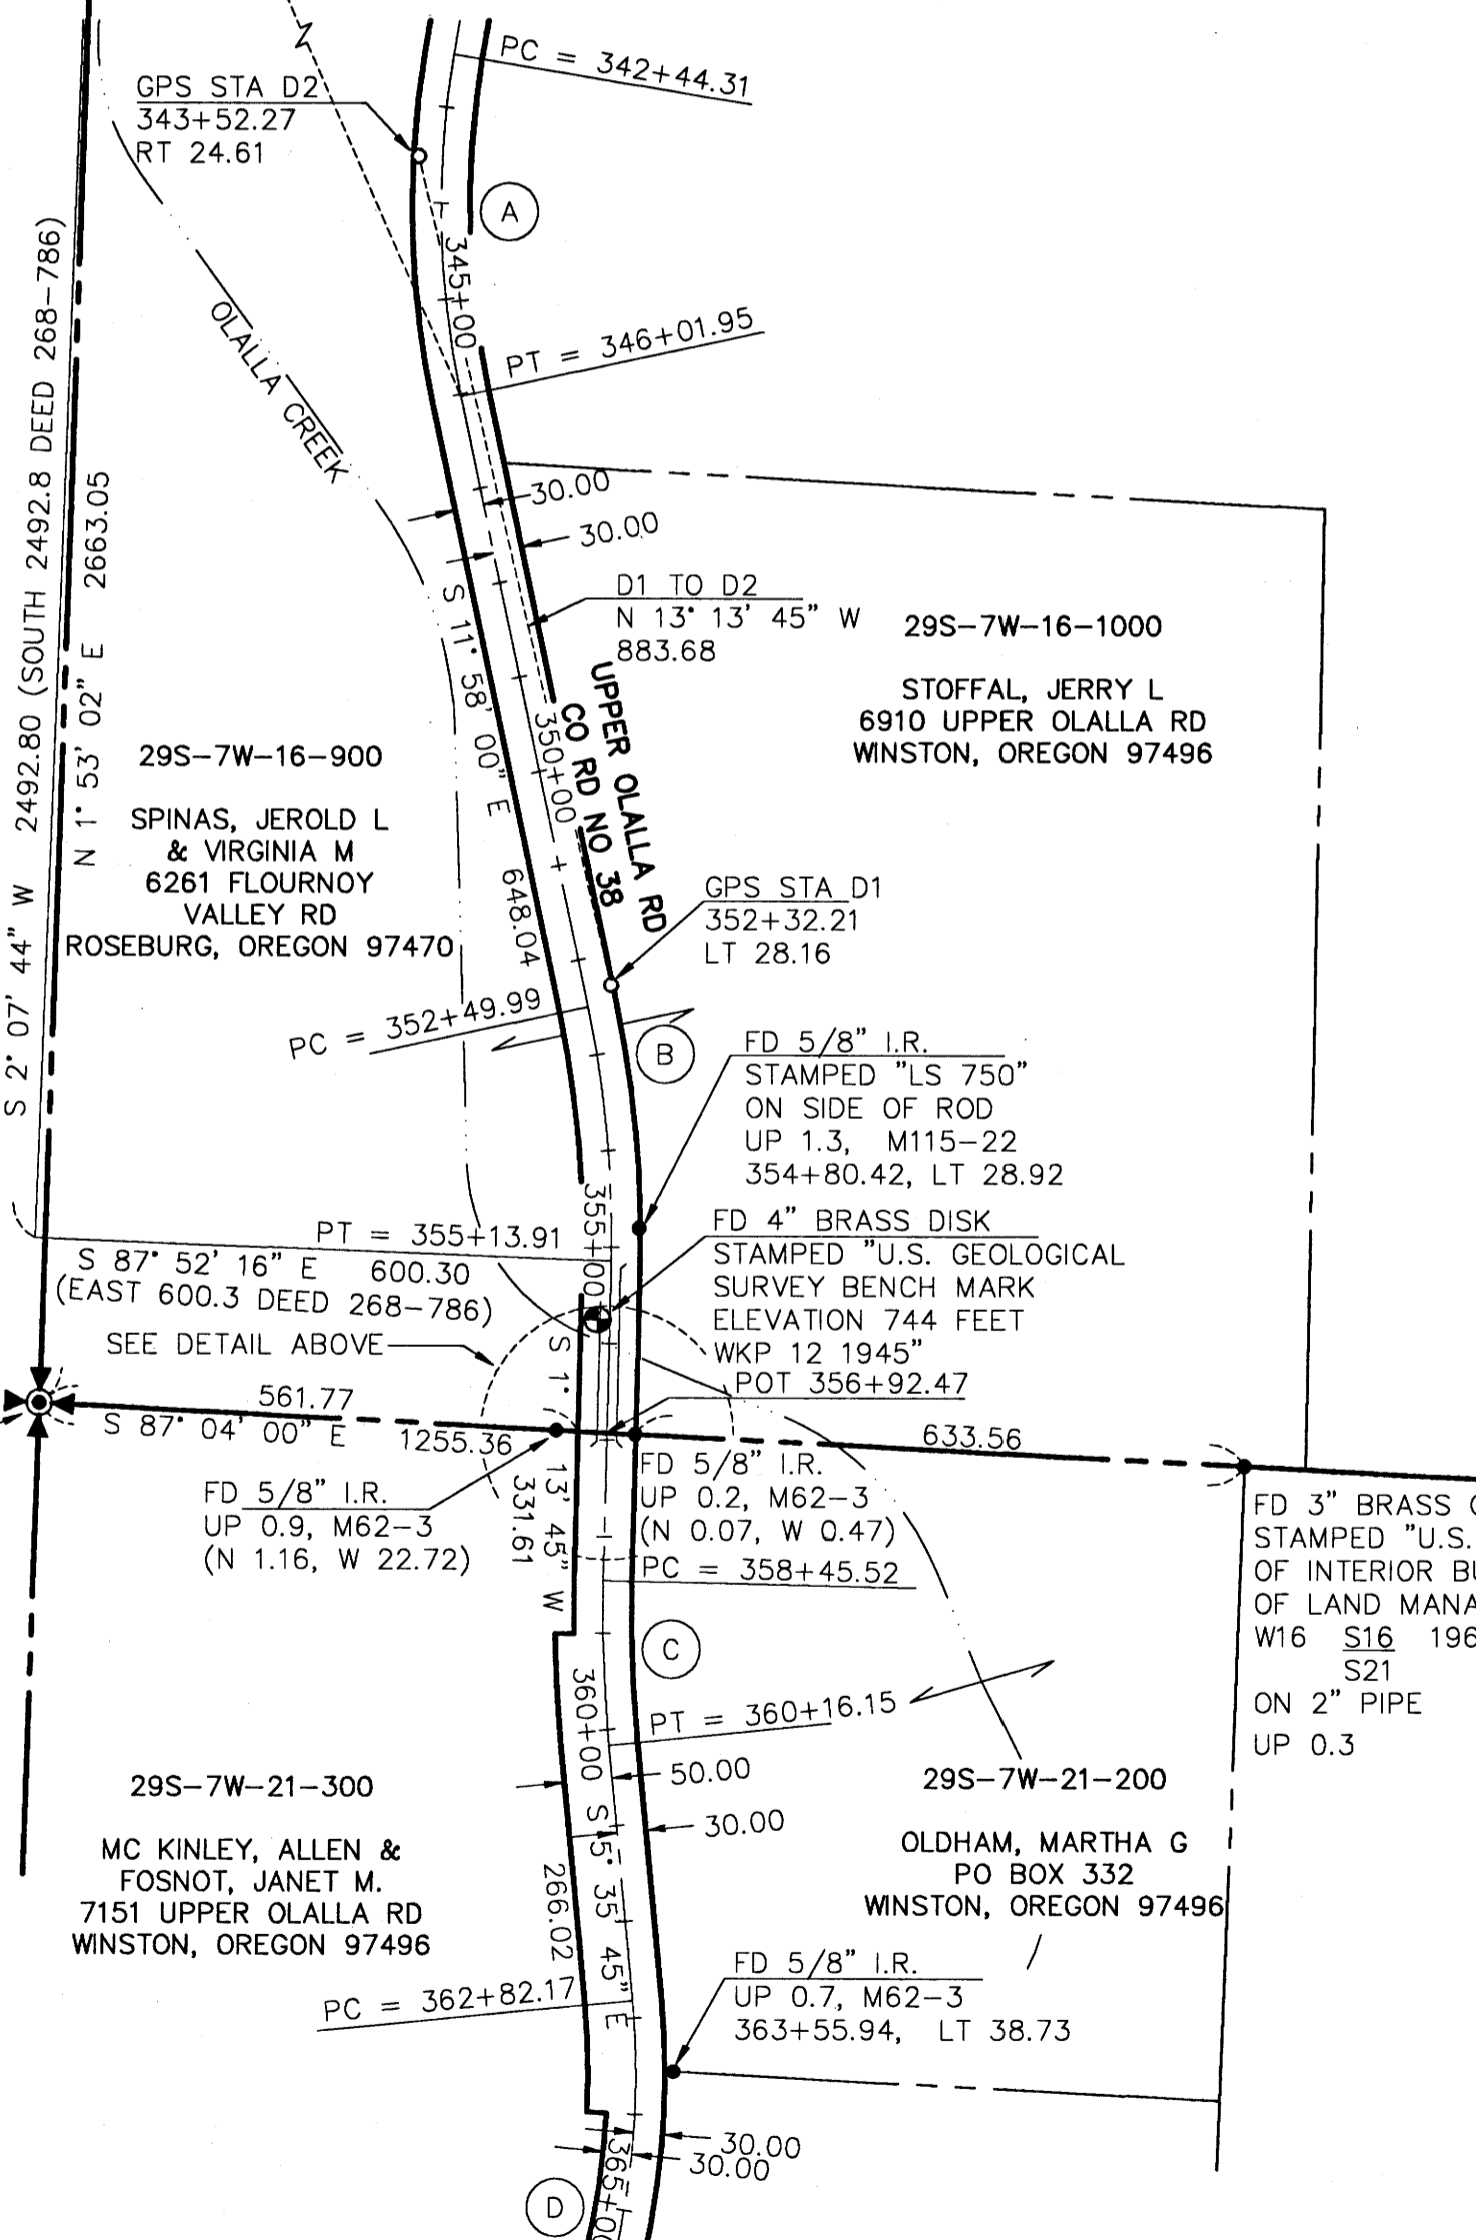 PC = 342+44.31
GPS STA D2
343+52.27
RT 24.61
A
345+00
PT = 346+01.95
OLALLA CREEK
S 2° 07' 44" W 2492.80 (SOUTH 2492.8 DEED 268-786)
N 1° 53' 02" E 2663.05
30.00
30.00
D1 TO D2
N 13° 13' 45" W
883.68
S 11° 58' 00" E 648.04
29S-7W-16-1000
STOFFAL, JERRY L
6910 UPPER OLALLA RD
WINSTON, OREGON 97496
UPPER OLALLA RD
CO RD NO 38
350+00
29S-7W-16-900
SPINAS, JEROLD L
& VIRGINIA M
6261 FLOURNOY
VALLEY RD
ROSEBURG, OREGON 97470
GPS STA D1
352+32.21
LT 28.16
PC = 352+49.99
B
FD 5/8" I.R.
STAMPED "LS 750"
ON SIDE OF ROD
UP 1.3, M115-22
354+80.42, LT 28.92
355+00
PT = 355+13.91
S 87° 52' 16" E 600.30
(EAST 600.3 DEED 268-786)
FD 4" BRASS DISK
STAMPED "U.S. GEOLOGICAL
SURVEY BENCH MARK
ELEVATION 744 FEET
WKP 12 1945"
SEE DETAIL ABOVE
POT 356+92.47
561.77
S 87° 04' 00" E 1255.36
633.56
S 1° 13' 45" W
331.61
FD 5/8" I.R.
UP 0.9, M62-3
(N 1.16, W 22.72)
FD 5/8" I.R.
UP 0.2, M62-3
(N 0.07, W 0.47)
PC = 358+45.52
FD 3" BRASS
STAMPED "U.S.
OF INTERIOR
OF LAND
W16 S16
S21
ON 2" PIPE
UP 0.3
C
360+00
PT = 360+16.15
50.00
30.00
S 5° 35' 45" E
266.02
29S-7W-21-300
MC KINLEY, ALLEN &
FOSNOT, JANET M.
7151 UPPER OLALLA RD
WINSTON, OREGON 97496
29S-7W-21-200
OLDHAM, MARTHA G
PO BOX 332
WINSTON, OREGON 97496
PC = 362+82.17
FD 5/8" I.R.
UP 0.7, M62-3
363+55.94, LT 38.73
30.00
30.00
365+00
D